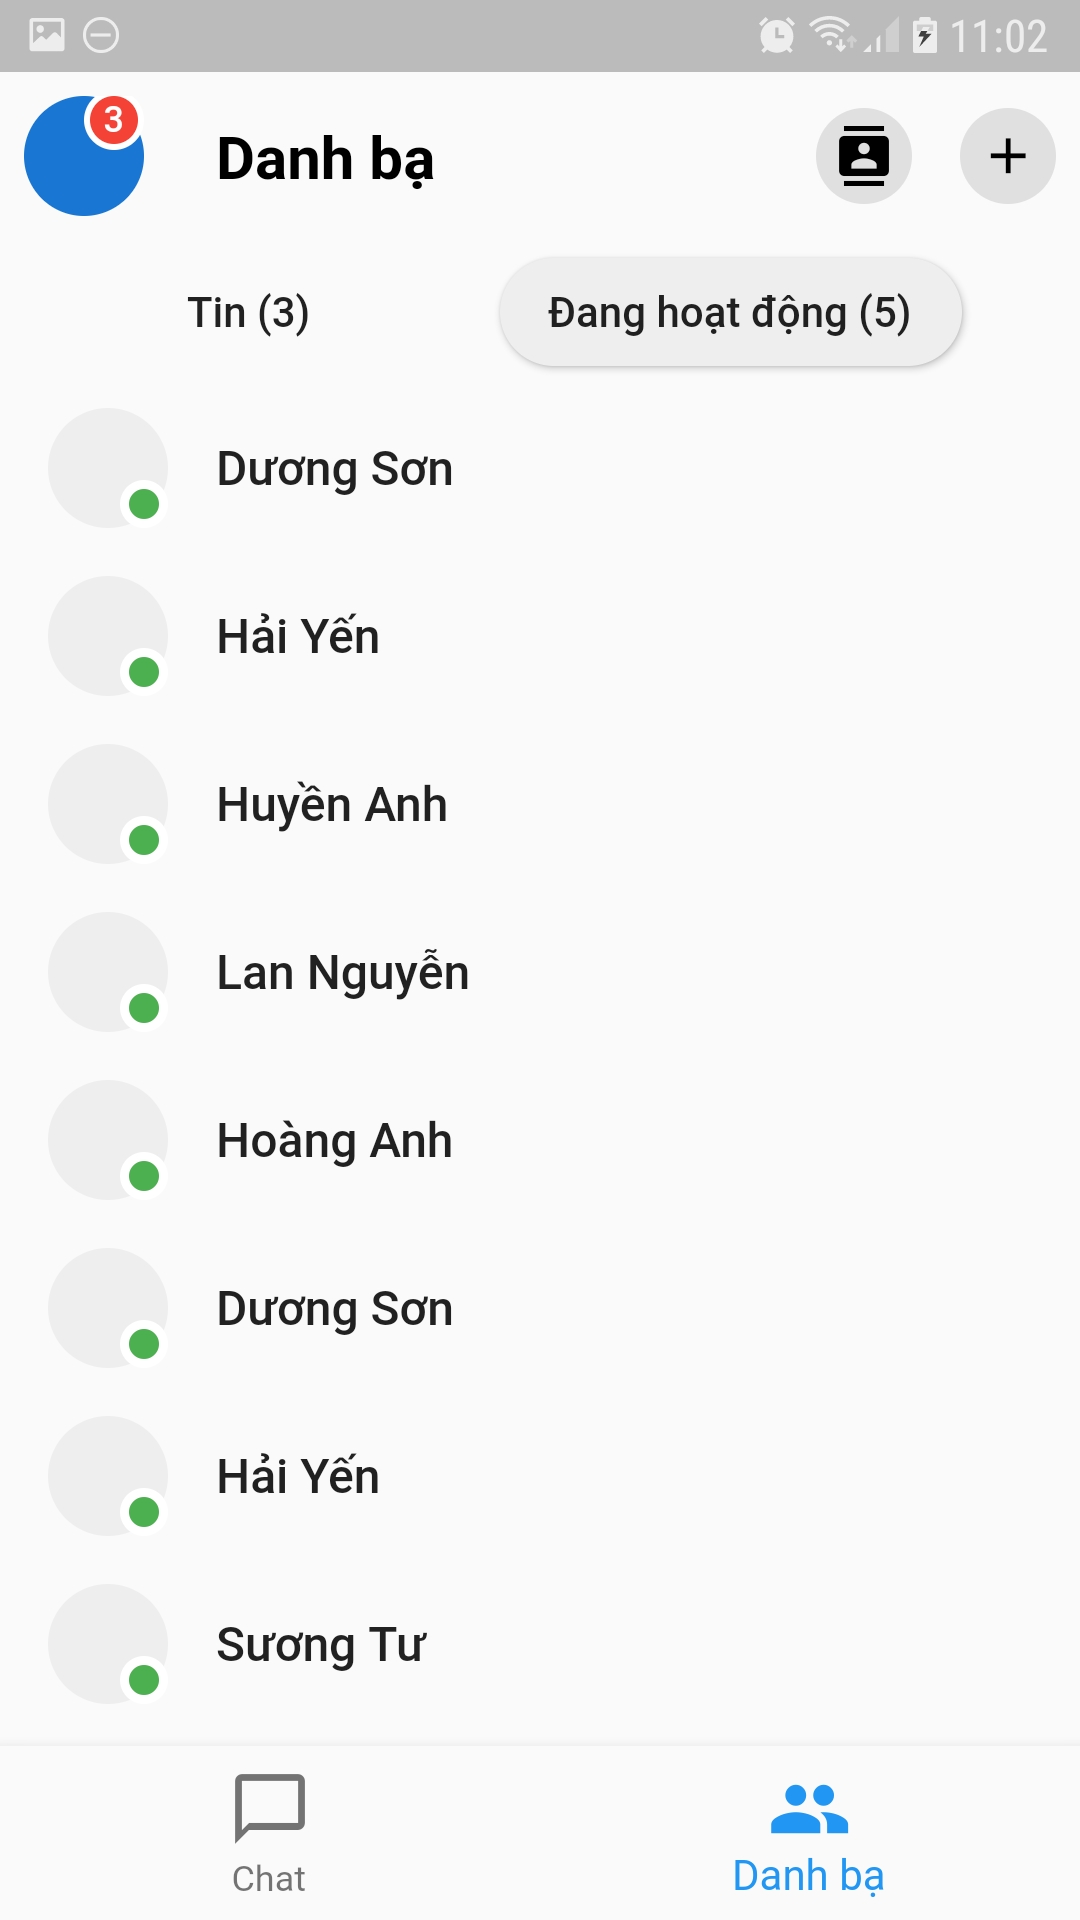 11:02
3
Danh bạ
Tin (3)
Đang hoạt động (5)
Dương Sơn
Hải Yến
Huyền Anh
Lan Nguyễn
Hoàng Anh
Dương Sơn
Hải Yến
Sương Tư
Chat
Danh bạ